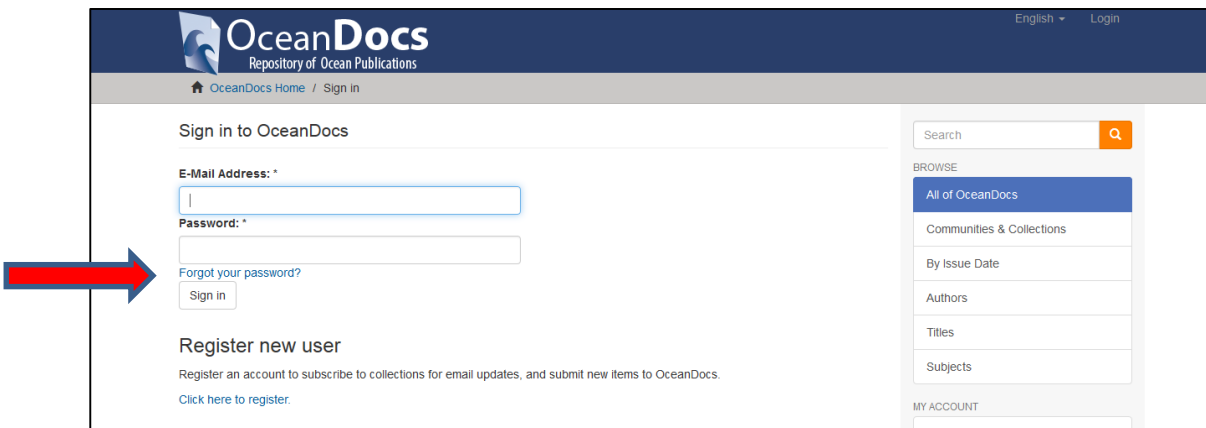 English Login
OceanDocs
Repository of Ocean Publications
OceanDocs Home / Sign in
Sign in to OceanDocs
E-Mail Address: *
Password: *
Forgot your password?
Sign in
Register new user
Register an account to subscribe to collections for email updates, and submit new items to OceanDocs.
Click here to register.
Search
BROWSE
All of OceanDocs
Communities & Collections
By Issue Date
Authors
Titles
Subjects
MY ACCOUNT